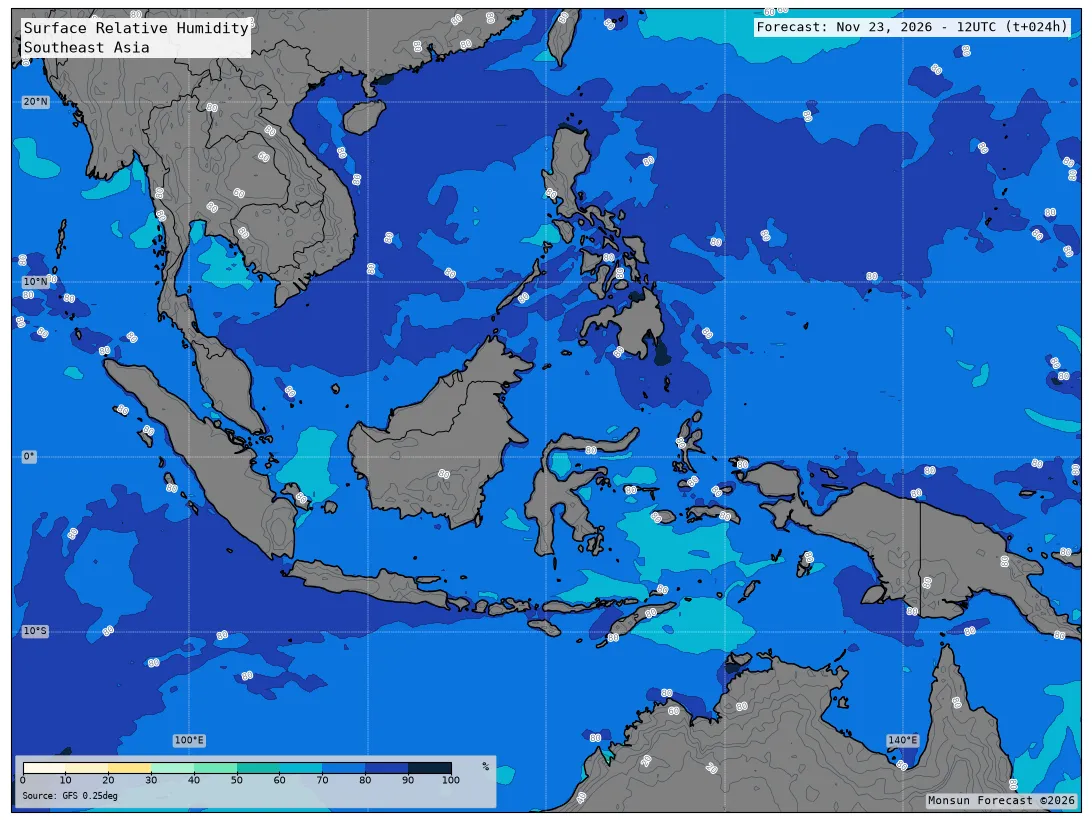 Surface Relative Humidity
Southeast Asia
Forecast: Nov 23, 2026 - 12UTC (t+024h)
20°N
10°N
0°
10°S
100°E
140°E
0 10 20 30 40 50 60 70 80 90 100
%
Source: GFS 0.25deg
Monsun Forecast ©2026